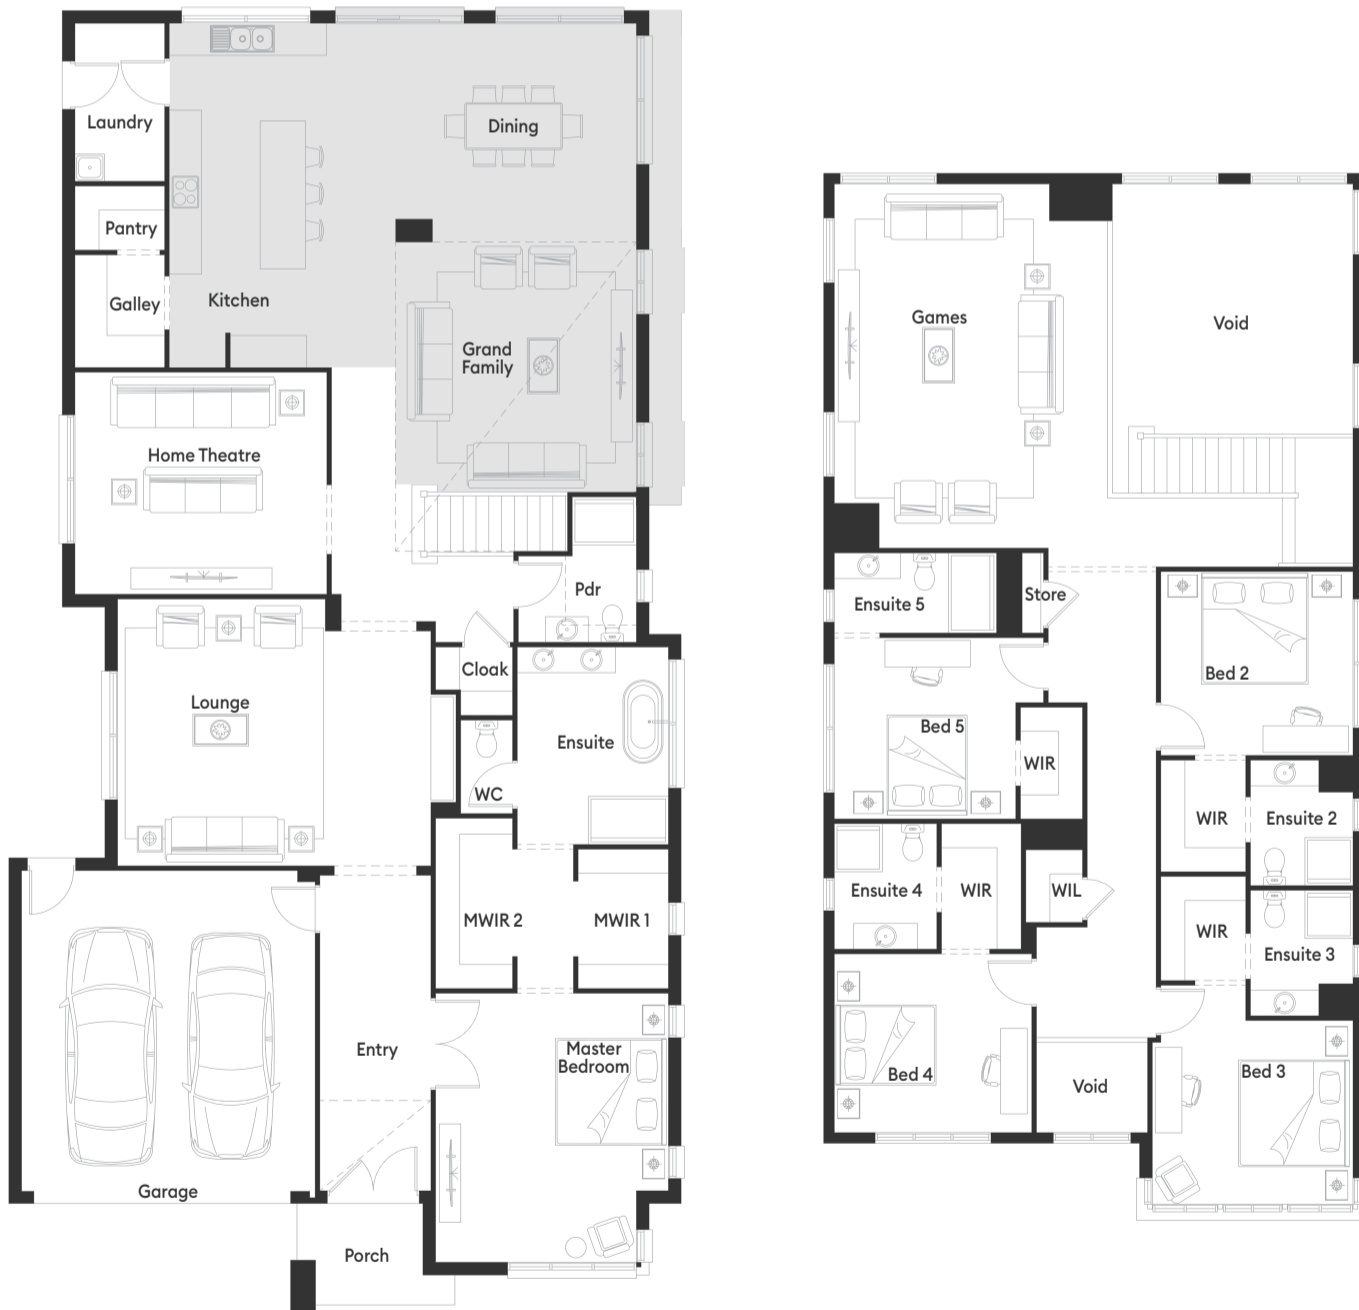 Laundry
Dining
Pantry
Galley
Kitchen
Grand
Family
Home Theatre
Pdr
Cloak
Lounge
Ensuite
WC
MWIR 2
MWIR 1
Entry
Master
Bedroom
Garage
Porch
Games
Void
Ensuite 5
Store
Bed 2
Bed 5
WIR
WIR
Ensuite 2
Ensuite 4
WIR
WIL
WIR
Ensuite 3
Bed 4
Void
Bed 3